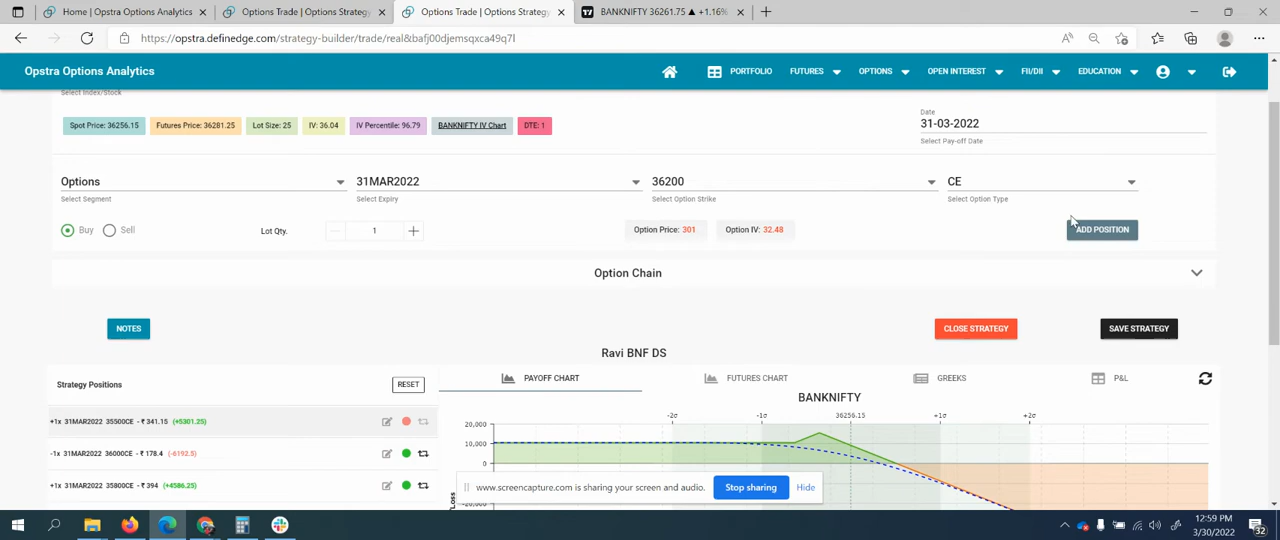 Home | Opstra Options Analytics
Options Trade | Options Strategy
Options Trade | Options Strategy
BANKNIFTY 36261.75 ▲ +1.16%
https://opstra.definedge.com/strategy-builder/trade/real&bafj00djemsqxca49q7l
Opstra Options Analytics
PORTFOLIO
FUTURES
OPTIONS
OPEN INTEREST
FII/DII
EDUCATION
Select Index/Stock
Spot Price: 36256.15
Futures Price: 36281.25
Lot Size: 25
IV: 36.04
IV Percentile: 96.79
BANKNIFTY IV Chart
DTE: 1
Date
31-03-2022
Select Pay-off Date
Options
31MAR2022
36200
CE
Select Segment
Select Expiry
Select Option Strike
Select Option Type
Buy
Sell
Lot Qty.
1
Option Price: 301
Option IV: 32.48
ADD POSITION
Option Chain
NOTES
CLOSE STRATEGY
SAVE STRATEGY
Ravi BNF DS
Strategy Positions
RESET
PAYOFF CHART
FUTURES CHART
GREEKS
P&L
BANKNIFTY
-2σ
-1σ
36256.15
+1σ
+2σ
+1x 31MAR2022 35500CE - ₹ 341.15 (+5301.25)
-1x 31MAR2022 36000CE - ₹ 178.4 (-6192.5)
+1x 31MAR2022 35800CE - ₹ 394 (+4586.25)
20,000
10,000
0
-20,000
Loss
www.screencapture.com is sharing your screen and audio.
Stop sharing
Hide
12:59 PM
3/30/2022
32